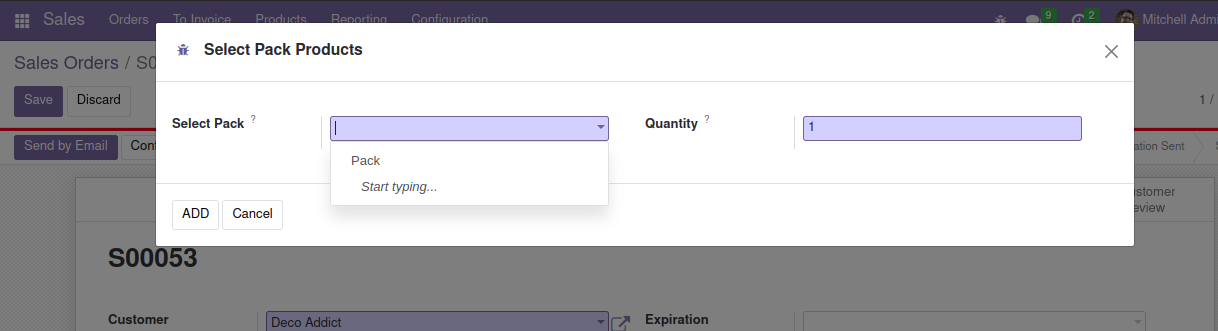 Sales Orders To Invoice Products Reporting Configuration 9 2 Mitchell Adm
Sales Orders / S0
Save Discard 1 /
Send by Email Conf ation Sent
Select Pack Products
Select Pack ? Quantity ? 1
Pack
Start typing...
ADD Cancel
stomer
eview
S00053
Customer Deco Addict Expiration